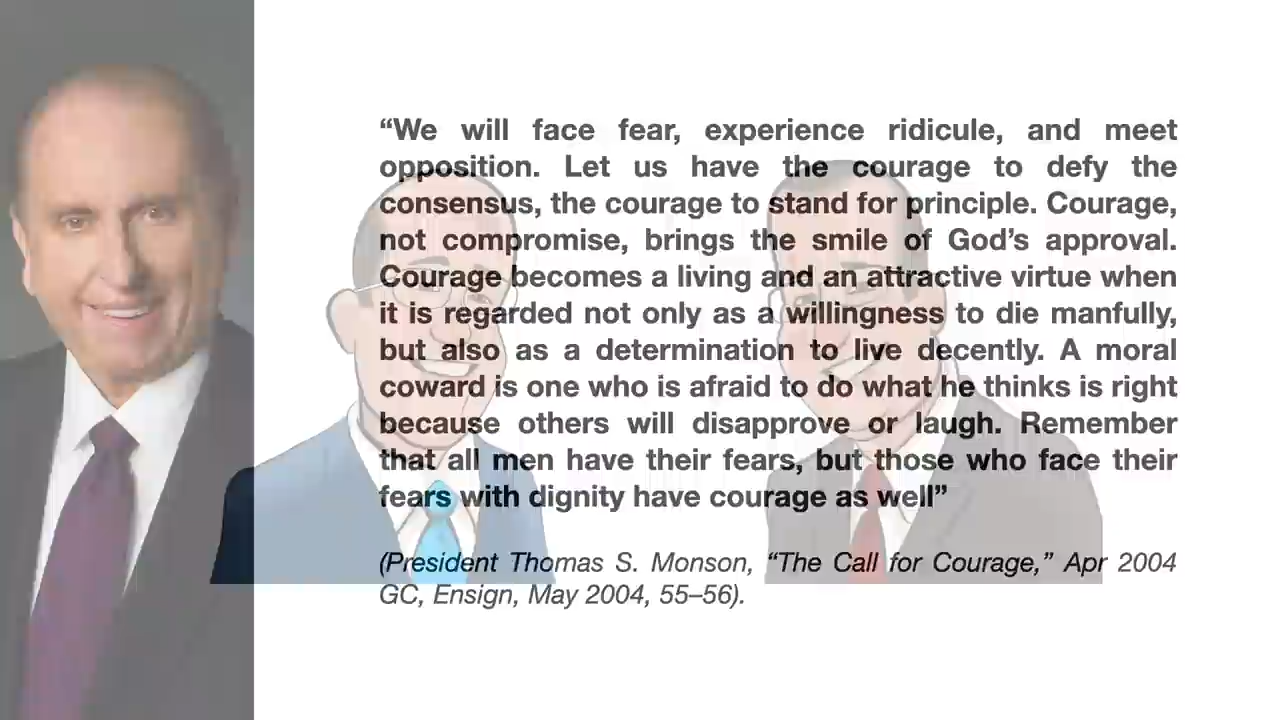 “We will face fear, experience ridicule, and meet
opposition. Let us have the courage to defy the
consensus, the courage to stand for principle. Courage,
not compromise, brings the smile of God’s approval.
Courage becomes a living and an attractive virtue when
it is regarded not only as a willingness to die manfully,
but also as a determination to live decently. A moral
coward is one who is afraid to do what he thinks is right
because others will disapprove or laugh. Remember
that all men have their fears, but those who face their
fears with dignity have courage as well”
(President Thomas S. Monson, “The Call for Courage,” Apr 2004
GC, Ensign, May 2004, 55–56).